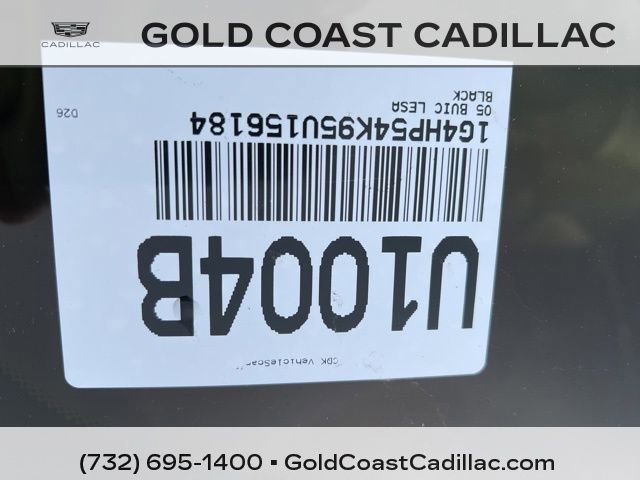 CADILLAC
GOLD COAST CADILLAC
CDK VehicleScan
U1004B
1G4HP54K95U156184
05 BUIC LESA
BLACK
D26
(732) 695-1400 ▪ GoldCoastCadillac.com